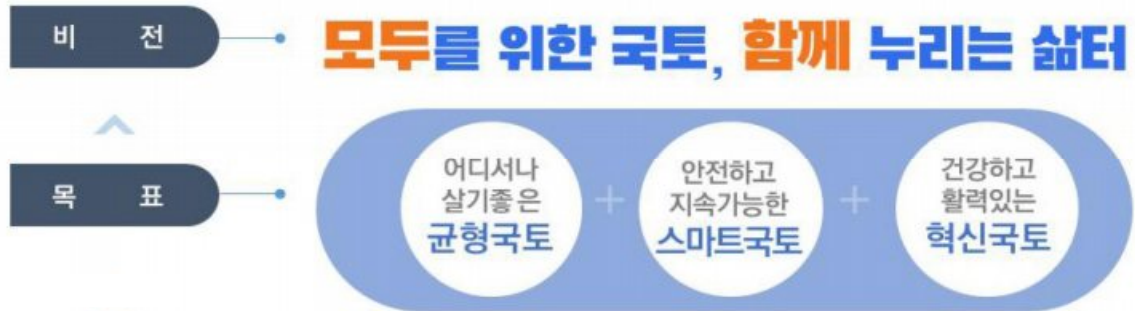 비 전
모두를 위한 국토, 함께 누리는 삶터
목 표
어디서나
살기좋은
균형국토
+
안전하고
지속가능한
스마트국토
+
건강하고
활력있는
혁신국토